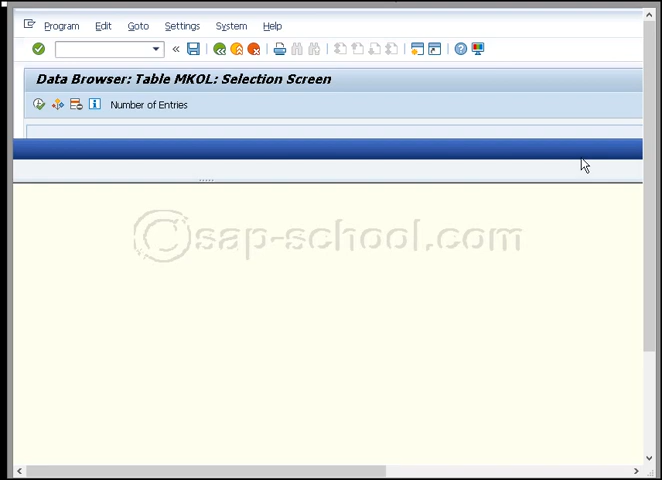 Program Edit Goto Settings System Help
Data Browser: Table MKOL: Selection Screen
Number of Entries
©sap-school.com